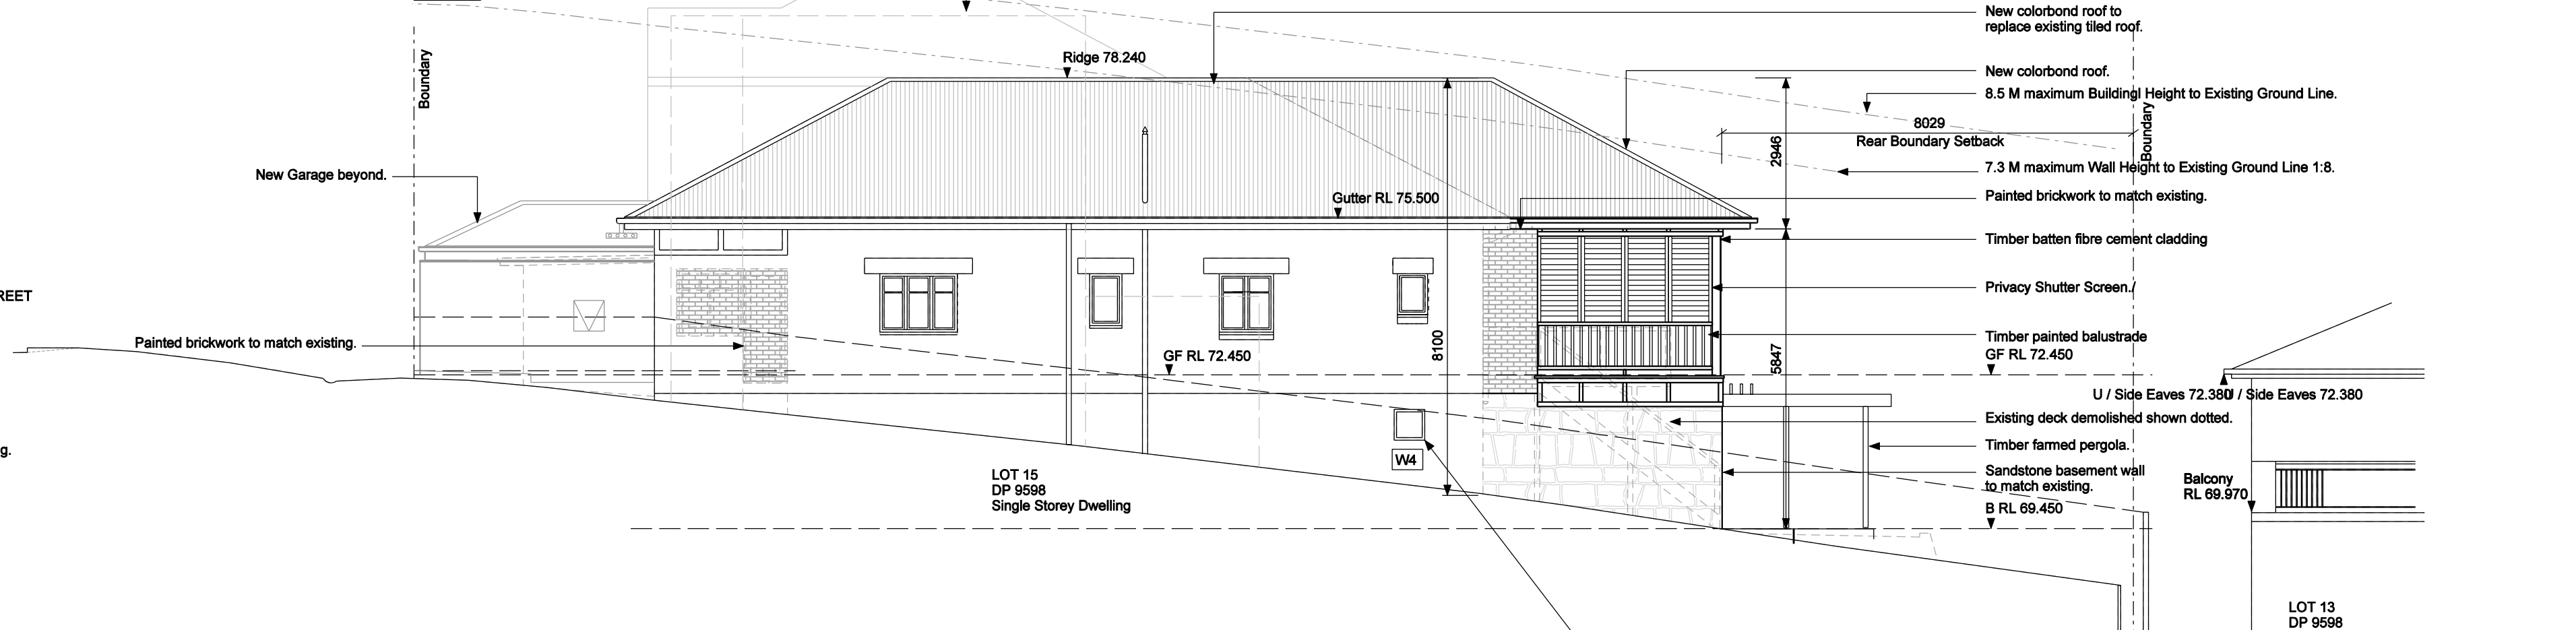 New colorbond roof to
replace existing tiled roof.
Boundary
Ridge 78.240
New colorbond roof.
8.5 M maximum Buildingl Height to Existing Ground Line.
8029
Rear Boundary Setback
Boundary
2946
7.3 M maximum Wall Height to Existing Ground Line 1:8.
New Garage beyond.
Gutter RL 75.500
Painted brickwork to match existing.
Timber batten fibre cement cladding
Privacy Shutter Screen./
REET
Timber painted balustrade
Painted brickwork to match existing.
8100
GF RL 72.450
5847
GF RL 72.450
U / Side Eaves 72.380
U / Side Eaves 72.380
Existing deck demolished shown dotted.
g.
Timber farmed pergola.
W4
LOT 15
DP 9598
Single Storey Dwelling
Sandstone basement wall
to match existing.
Balcony
RL 69.970
B RL 69.450
LOT 13
DP 9598